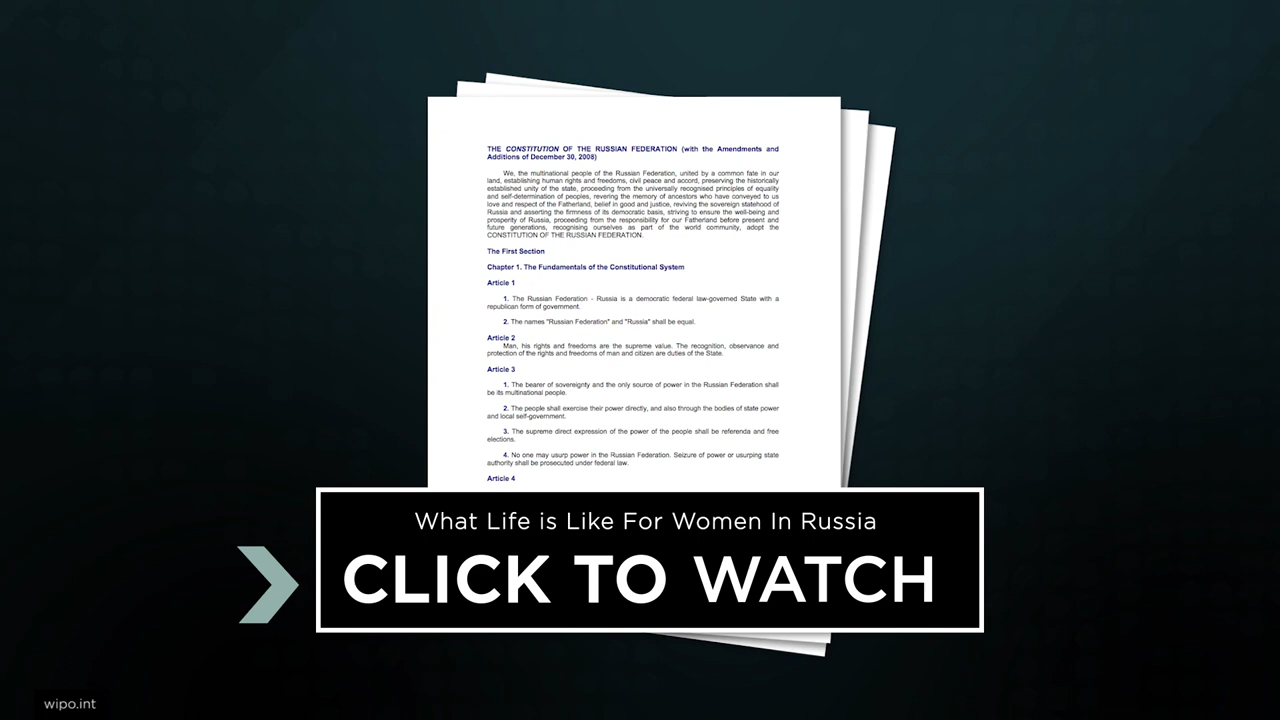 THE CONSTITUTION OF THE RUSSIAN FEDERATION (with the Amendments and
Additions of December 30, 2008)
We, the multinational people of the Russian Federation, united by a common fate in our
land, establishing human rights and freedoms, civil peace and accord, preserving the historically
established unity of the state, proceeding from the universally recognised principles of equality
and self-determination of peoples, revering the memory of ancestors who have conveyed to us
love and respect of the Fatherland, belief in good and justice, reviving the sovereign statehood of
Russia and asserting the firmness of its democratic basis, striving to ensure the well-being and
prosperity of Russia, proceeding from the responsibility for our Fatherland before present and
future generations, recognising ourselves as part of the world community, adopt the
CONSTITUTION OF THE RUSSIAN FEDERATION.
The First Section
Chapter 1. The Fundamentals of the Constitutional System
Article 1
1. The Russian Federation - Russia is a democratic federal law-governed State with a
republican form of government.
2. The names "Russian Federation" and "Russia" shall be equal.
Article 2
Man, his rights and freedoms are the supreme value. The recognition, observance and
protection of the rights and freedoms of man and citizen are duties of the State.
Article 3
1. The bearer of sovereignty and the only source of power in the Russian Federation shall
be its multinational people.
2. The people shall exercise their power directly, and also through the bodies of state power
and local self-government.
3. The supreme direct expression of the power of the people shall be referenda and free
elections.
4. No one may usurp power in the Russian Federation. Seizure of power or usurping state
authority shall be prosecuted under federal law.
Article 4
What Life is Like For Women In Russia
CLICK TO WATCH
wipo.int